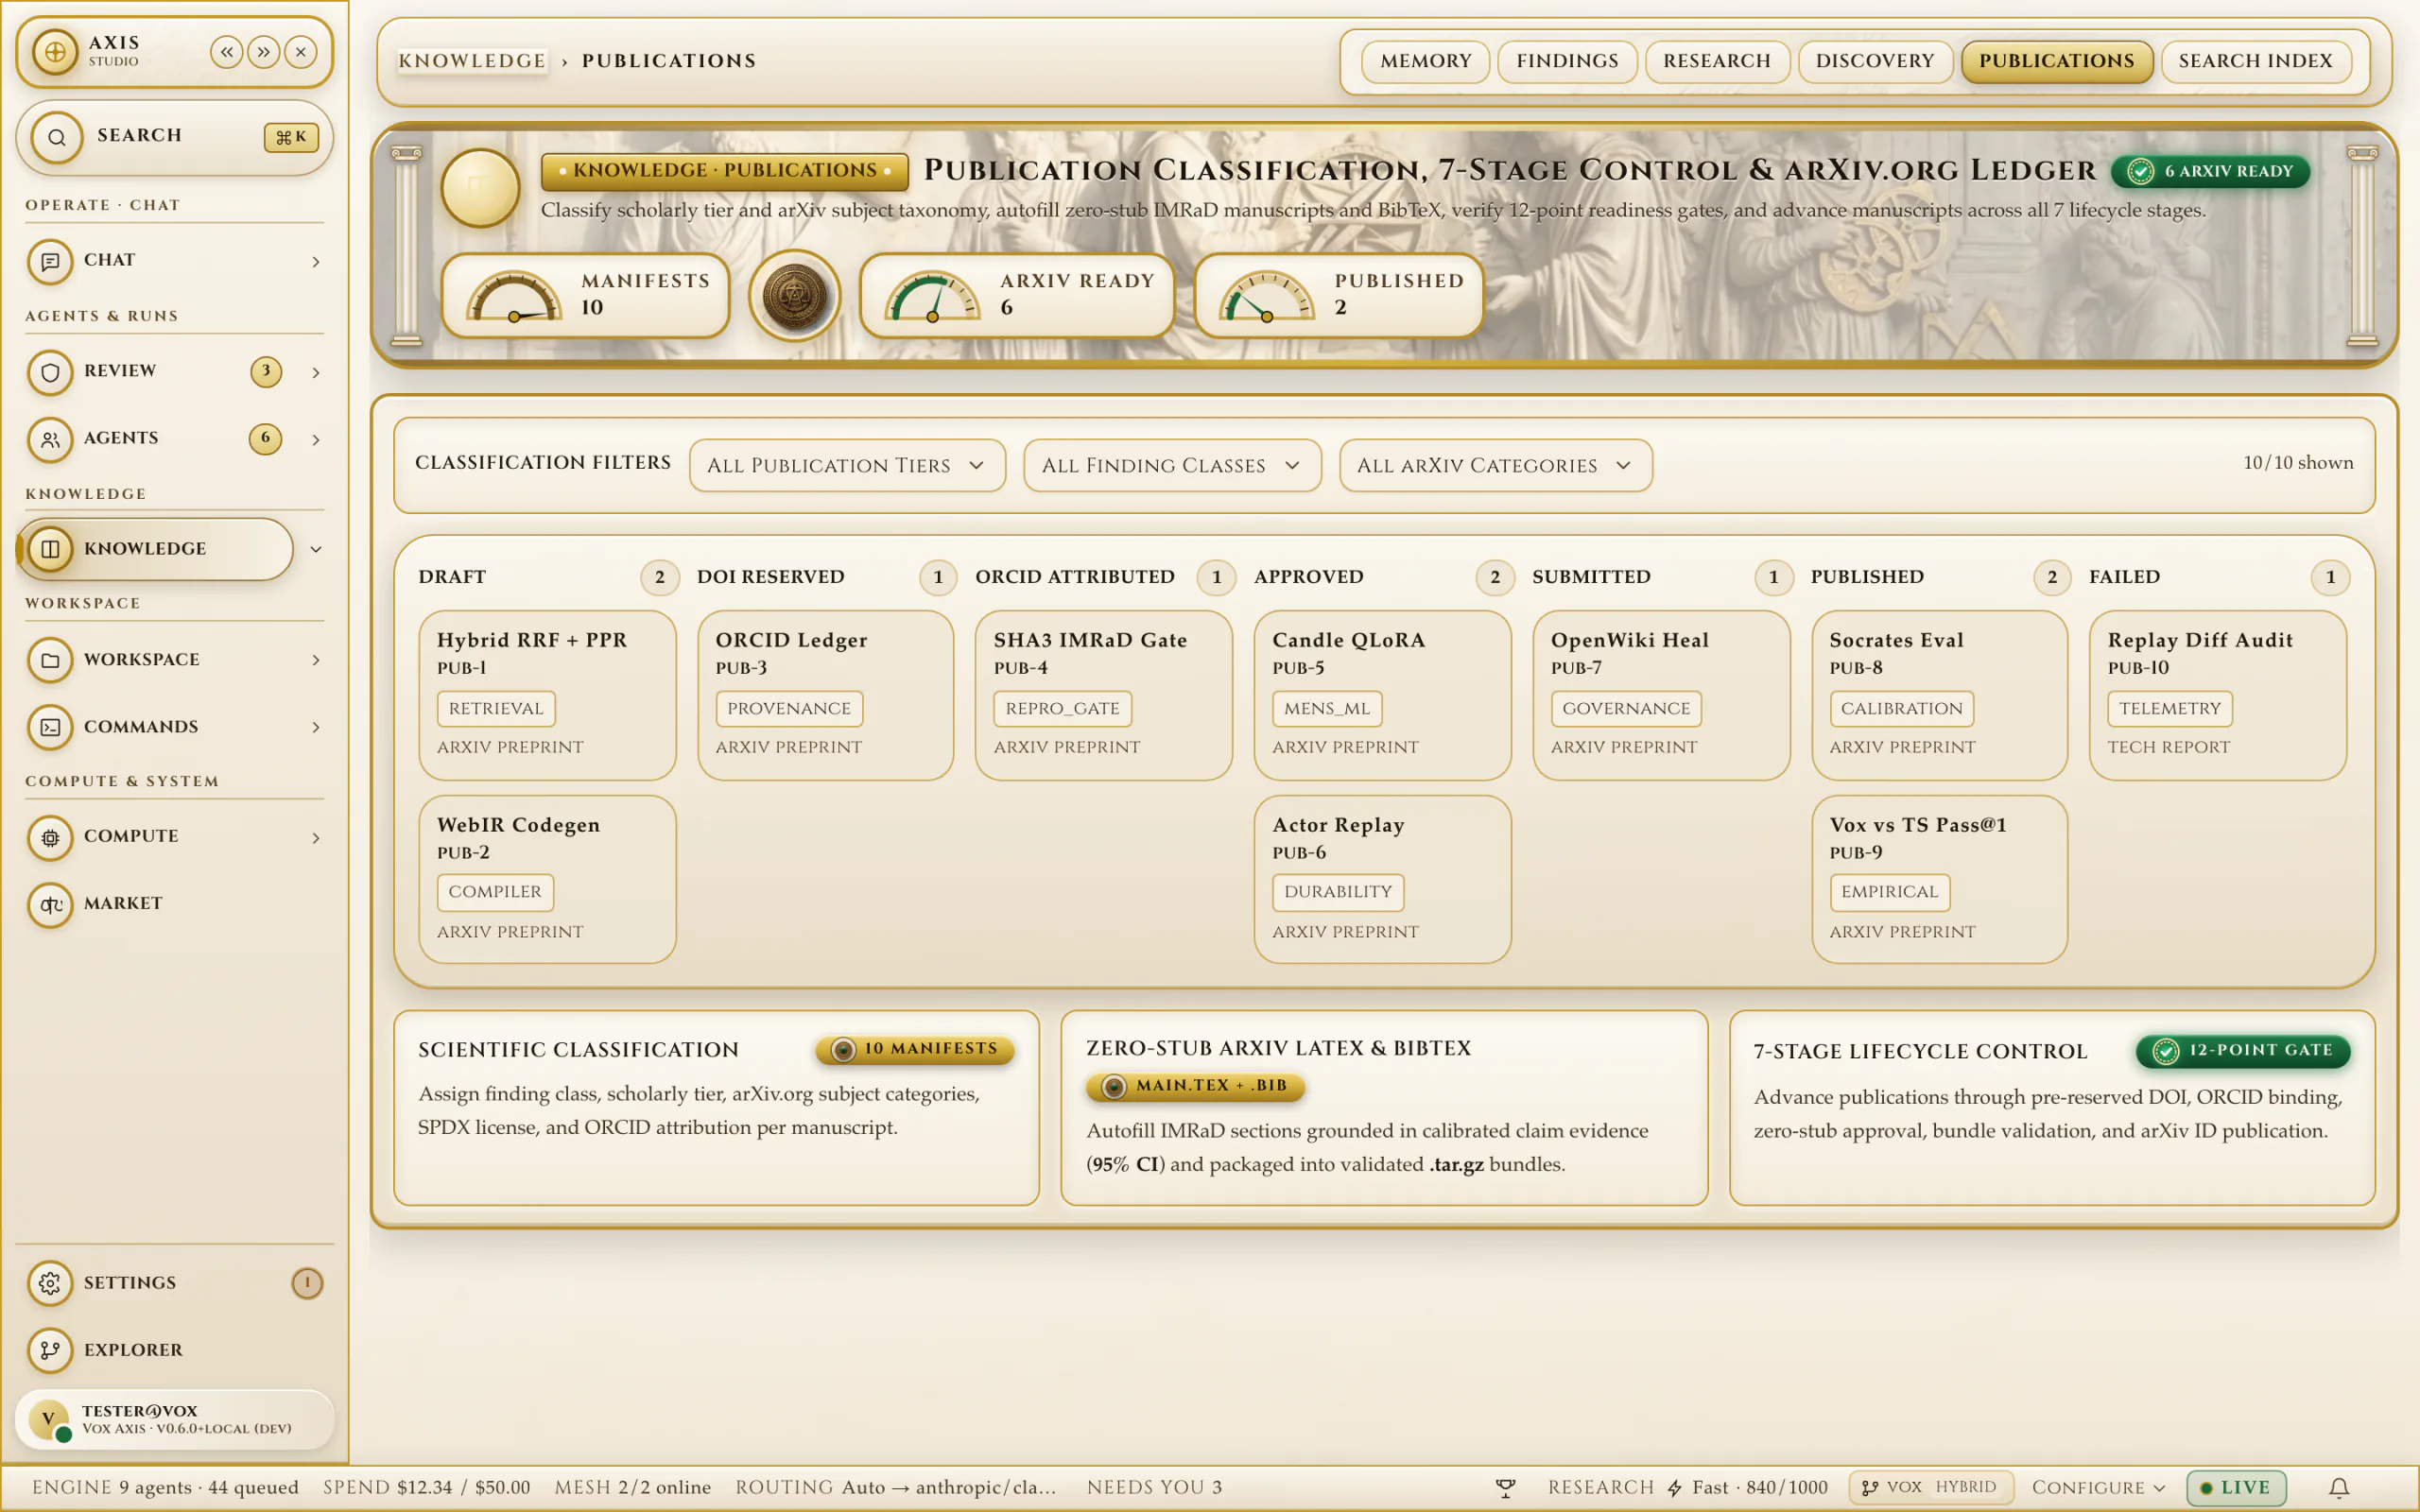 AXIS
STUDIO
SEARCH
⌘ K
OPERATE · CHAT
CHAT
AGENTS & RUNS
REVIEW 3
AGENTS 6
KNOWLEDGE
KNOWLEDGE
WORKSPACE
WORKSPACE
COMMANDS
COMPUTE & SYSTEM
COMPUTE
MARKET
SETTINGS 1
EXPLORER
V
TESTER@VOX
VOX AXIS · V0.6.0+LOCAL (DEV)
KNOWLEDGE › PUBLICATIONS
MEMORY FINDINGS RESEARCH DISCOVERY PUBLICATIONS SEARCH INDEX
• KNOWLEDGE · PUBLICATIONS • PUBLICATION CLASSIFICATION, 7-STAGE CONTROL & ARXIV.ORG LEDGER 6 ARXIV READY
Classify scholarly tier and arXiv subject taxonomy, autofill zero-stub IMRaD manuscripts and BibTeX, verify 12-point readiness gates, and advance manuscripts across all 7 lifecycle stages.
MANIFESTS
10
ARXIV READY
6
PUBLISHED
2
CLASSIFICATION FILTERS ALL PUBLICATION TIERS ALL FINDING CLASSES ALL ARXIV CATEGORIES 10/10 shown
DRAFT 2
Hybrid RRF + PPR
PUB-1
RETRIEVAL
ARXIV PREPRINT
WebIR Codegen
PUB-2
COMPILER
ARXIV PREPRINT
DOI RESERVED 1
ORCID Ledger
PUB-3
PROVENANCE
ARXIV PREPRINT
ORCID ATTRIBUTED 1
SHA3 IMRaD Gate
PUB-4
REPRO_GATE
ARXIV PREPRINT
APPROVED 2
Candle QLoRA
PUB-5
MENS_ML
ARXIV PREPRINT
Actor Replay
PUB-6
DURABILITY
ARXIV PREPRINT
SUBMITTED 1
OpenWiki Heal
PUB-7
GOVERNANCE
ARXIV PREPRINT
PUBLISHED 2
Socrates Eval
PUB-8
CALIBRATION
ARXIV PREPRINT
Vox vs TS Pass@1
PUB-9
EMPIRICAL
ARXIV PREPRINT
FAILED 1
Replay Diff Audit
PUB-10
TELEMETRY
TECH REPORT
SCIENTIFIC CLASSIFICATION 10 MANIFESTS
Assign finding class, scholarly tier, arXiv.org subject categories,
SPDX license, and ORCID attribution per manuscript.
ZERO-STUB ARXIV LATEX & BIBTEX
MAIN.TEX + .BIB
Autofill IMRaD sections grounded in calibrated claim evidence
(95% CI) and packaged into validated .tar.gz bundles.
7-STAGE LIFECYCLE CONTROL 12-POINT GATE
Advance publications through pre-reserved DOI, ORCID binding,
zero-stub approval, bundle validation, and arXiv ID publication.
ENGINE 9 agents · 44 queued SPEND $12.34 / $50.00 MESH 2/2 online ROUTING Auto → anthropic/cla... NEEDS YOU 3 RESEARCH Fast · 840/1000 VOX HYBRID CONFIGURE LIVE